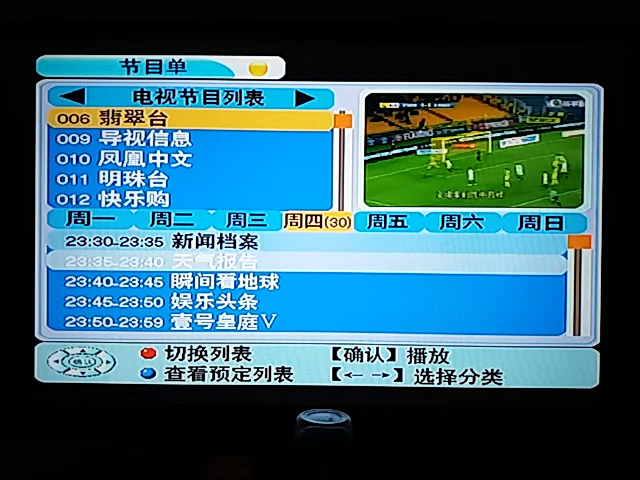 节目单
电视节目列表
006 翡翠台
009 导视信息
010 凤凰中文
011 明珠台
012 快乐购
周一 周二 周三 周四(30) 周五 周六 周日
23:30-23:35 新闻档案
23:35-23:40 天气报告
23:40-23:45 瞬间看地球
23:45-23:50 娱乐头条
23:50-23:59 壹号皇庭Ⅴ
确认
切换列表 【确认】播放
查看预定列表 【←→】选择分类